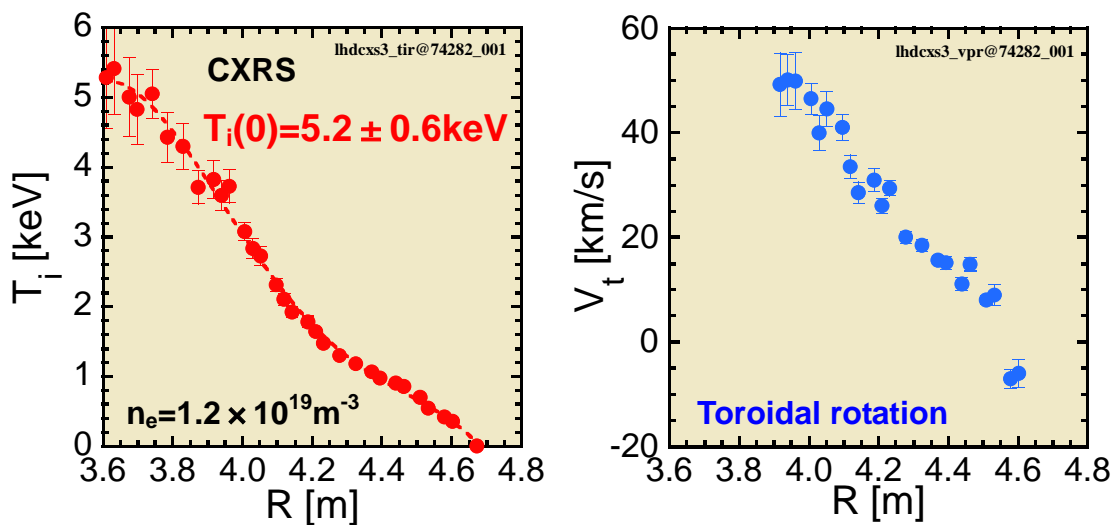 lhdcxs3_tir@74282_001
CXRS
T_i(0)=5.2 ± 0.6keV
n_e=1.2 × 10^19m^-3
T_i [keV]
6
5
4
3
2
1
0
3.6 3.8 4.0 4.2 4.4 4.6 4.8
R [m]
lhdcxs3_vpr@74282_001
Toroidal rotation
V_t [km/s]
60
40
20
0
-20
3.6 3.8 4.0 4.2 4.4 4.6 4.8
R [m]